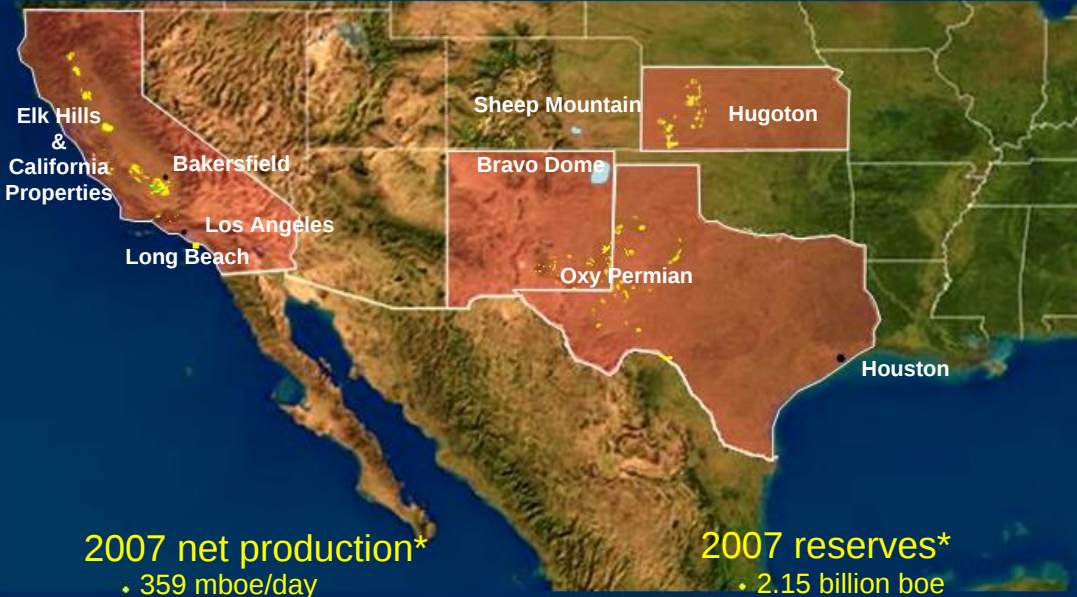 Sheep Mountain
Hugoton
Elk Hills
&
California
Properties
Bakersfield
Bravo Dome
Los Angeles
Long Beach
Oxy Permian
Houston
2007 net production*
• 359 mboe/day
2007 reserves*
• 2.15 billion boe